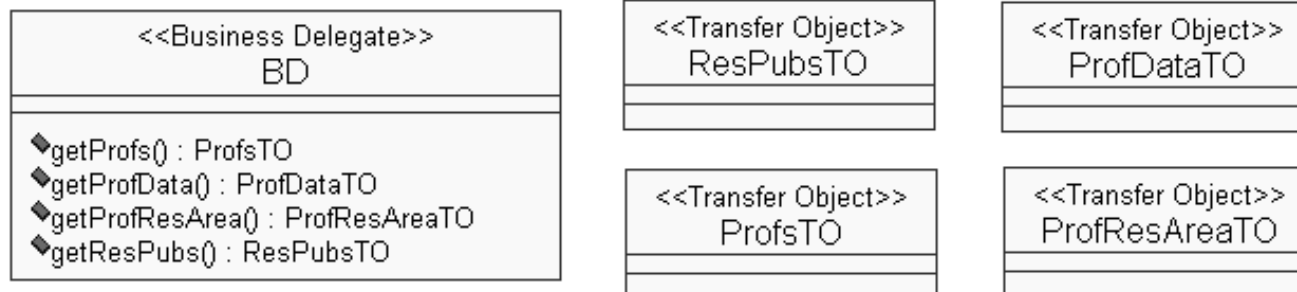 <<Business Delegate>>
BD
getProfs() : ProfsTO
getProfData() : ProfDataTO
getProfResArea() : ProfResAreaTO
getResPubs() : ResPubsTO
<<Transfer Object>>
ResPubsTO
<<Transfer Object>>
ProfDataTO
<<Transfer Object>>
ProfsTO
<<Transfer Object>>
ProfResAreaTO